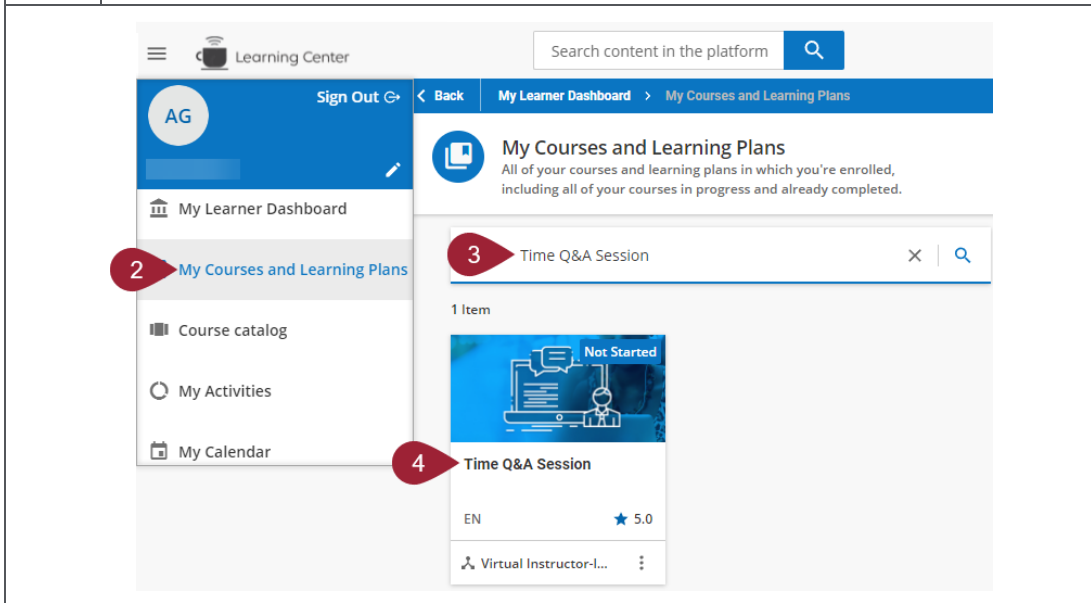 Learning Center
Search content in the platform
AG
Sign Out
Back My Learner Dashboard > My Courses and Learning Plans
My Courses and Learning Plans
All of your courses and learning plans in which you're enrolled,
including all of your courses in progress and already completed.
My Learner Dashboard
2 My Courses and Learning Plans
Course catalog
My Activities
My Calendar
3 Time Q&A Session
1 Item
Not Started
4 Time Q&A Session
EN 5.0
Virtual Instructor-l...